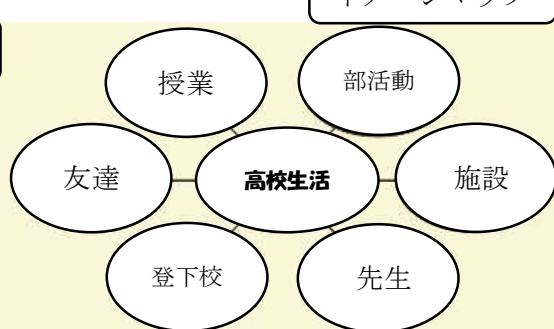 授業
部活動
友達
高校生活
施設
登下校
先生